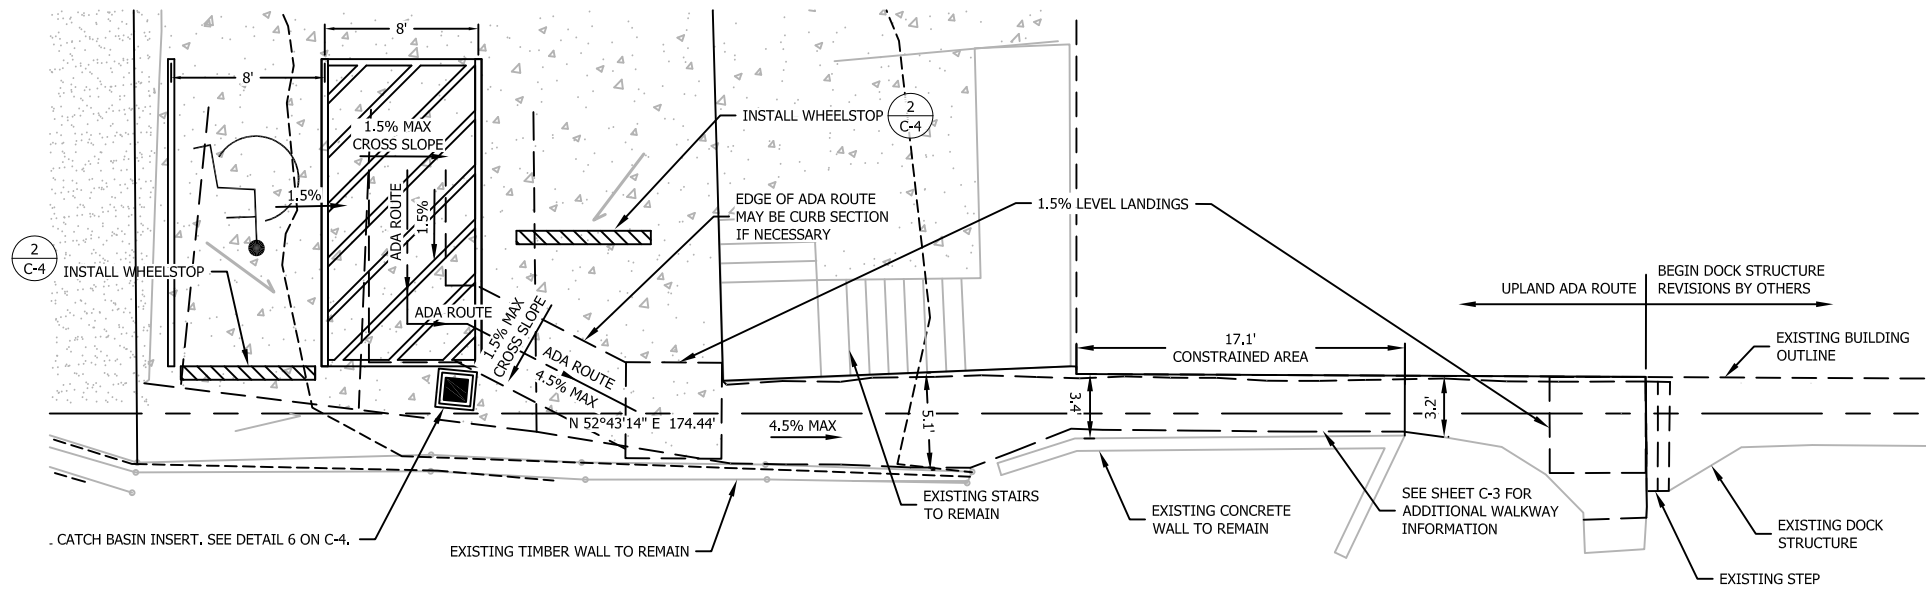 8'
8'
1.5% MAX
CROSS SLOPE
1.5%
ADA ROUTE
1.5%
ADA ROUTE
2
C-4
INSTALL WHEELSTOP
INSTALL WHEELSTOP
2
C-4
EDGE OF ADA ROUTE
MAY BE CURB SECTION
IF NECESSARY
1.5% LEVEL LANDINGS
1.5% MAX
CROSS SLOPE
ADA ROUTE
4.5% MAX
N 52°43'14" E 174.44'
4.5% MAX
5.1'
3.4'
17.1'
CONSTRAINED AREA
3.2'
UPLAND ADA ROUTE
BEGIN DOCK STRUCTURE
REVISIONS BY OTHERS
EXISTING BUILDING
OUTLINE
CATCH BASIN INSERT. SEE DETAIL 6 ON C-4.
EXISTING TIMBER WALL TO REMAIN
EXISTING STAIRS
TO REMAIN
EXISTING CONCRETE
WALL TO REMAIN
SEE SHEET C-3 FOR
ADDITIONAL WALKWAY
INFORMATION
EXISTING DOCK
STRUCTURE
EXISTING STEP